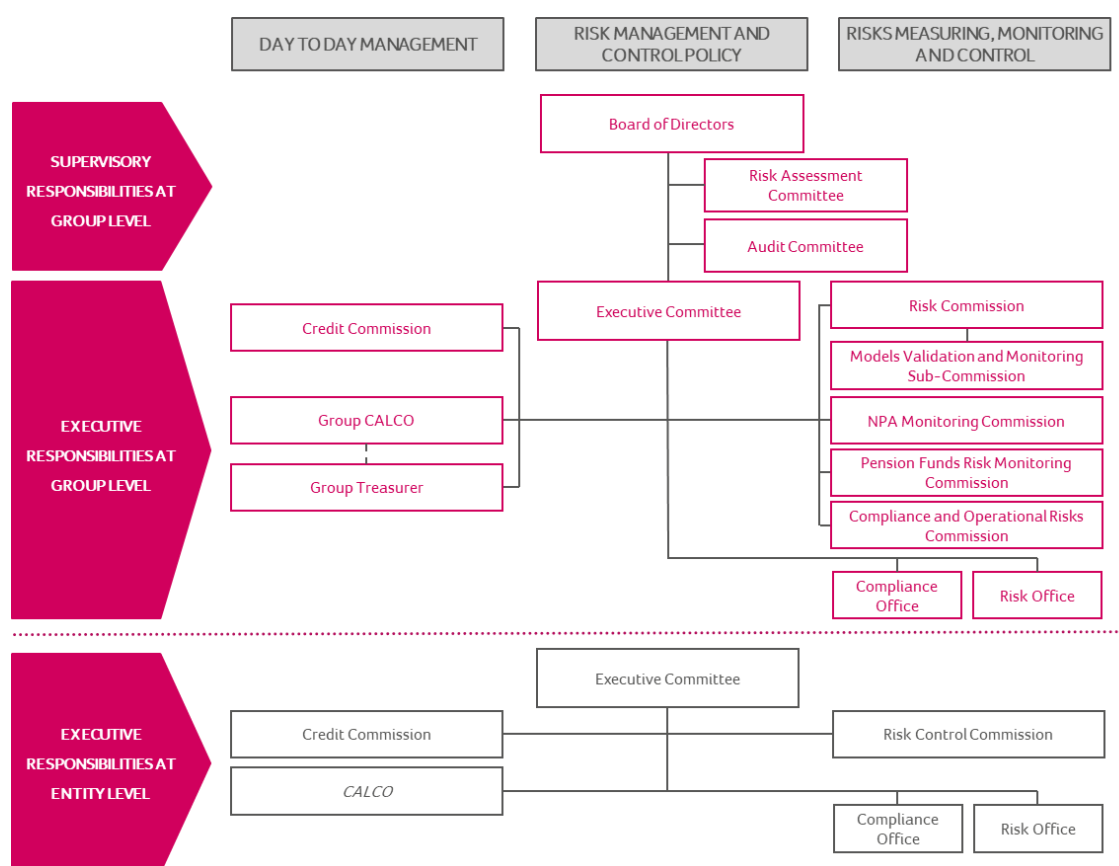 DAY TO DAY MANAGEMENT
RISK MANAGEMENT AND
CONTROL POLICY
RISKS MEASURING, MONITORING
AND CONTROL
SUPERVISORY
RESPONSIBILITIES AT
GROUP LEVEL
Board of Directors
Risk Assessment
Committee
Audit Committee
EXECUTIVE
RESPONSIBILITIES AT
GROUP LEVEL
Executive Committee
Credit Commission
Group CALCO
Group Treasurer
Risk Commission
Models Validation and Monitoring
Sub-Commission
NPA Monitoring Commission
Pension Funds Risk Monitoring
Commission
Compliance and Operational Risks
Commission
Compliance
Office
Risk Office
EXECUTIVE
RESPONSIBILITIES AT
ENTITY LEVEL
Executive Committee
Credit Commission
Risk Control Commission
CALCO
Compliance
Office
Risk Office